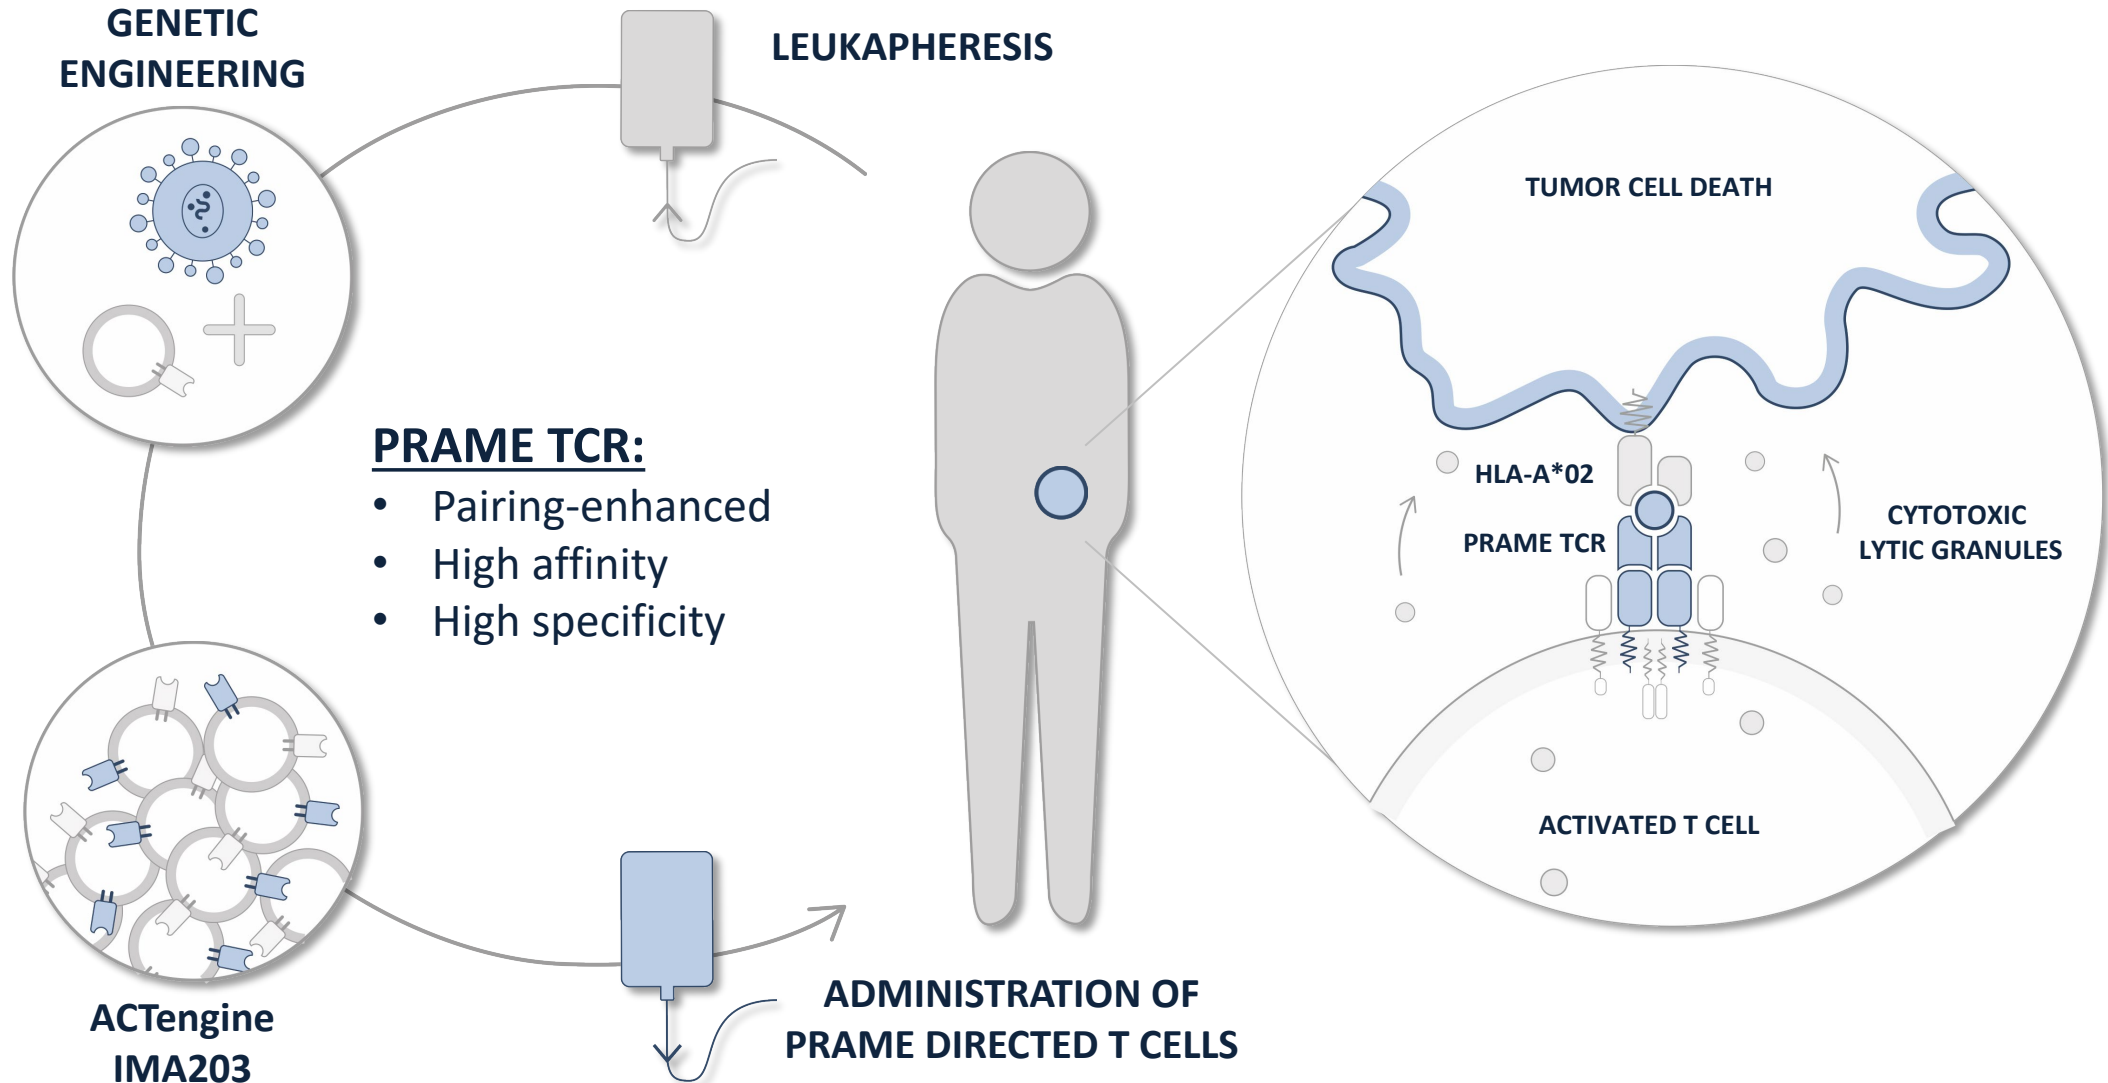 GENETIC
ENGINEERING
LEUKAPHERESIS
PRAME TCR:
• Pairing-enhanced
• High affinity
• High specificity
ACTengine
IMA203
ADMINISTRATION OF
PRAME DIRECTED T CELLS
TUMOR CELL DEATH
HLA-A*02
PRAME TCR
CYTOTOXIC
LYTIC GRANULES
ACTIVATED T CELL